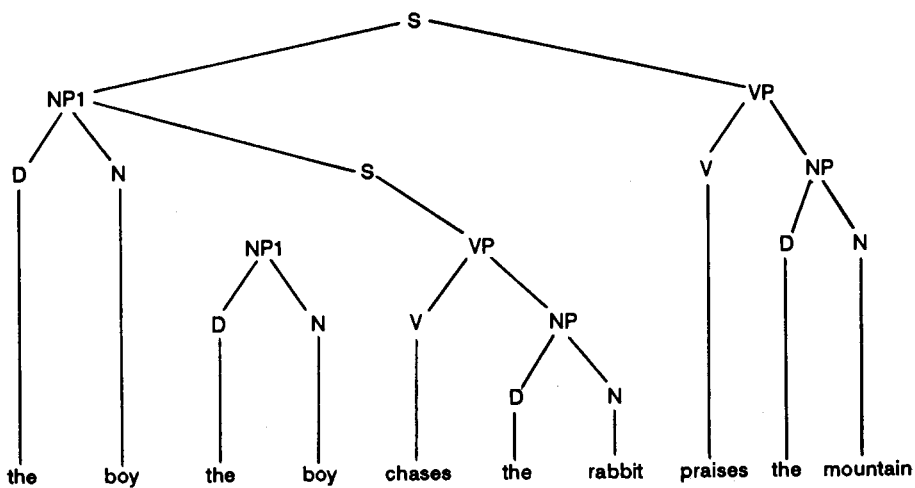 S
NP1 VP
D N S V NP
NP1 VP D N
D N V NP
D N
the boy the boy chases the rabbit praises the mountain